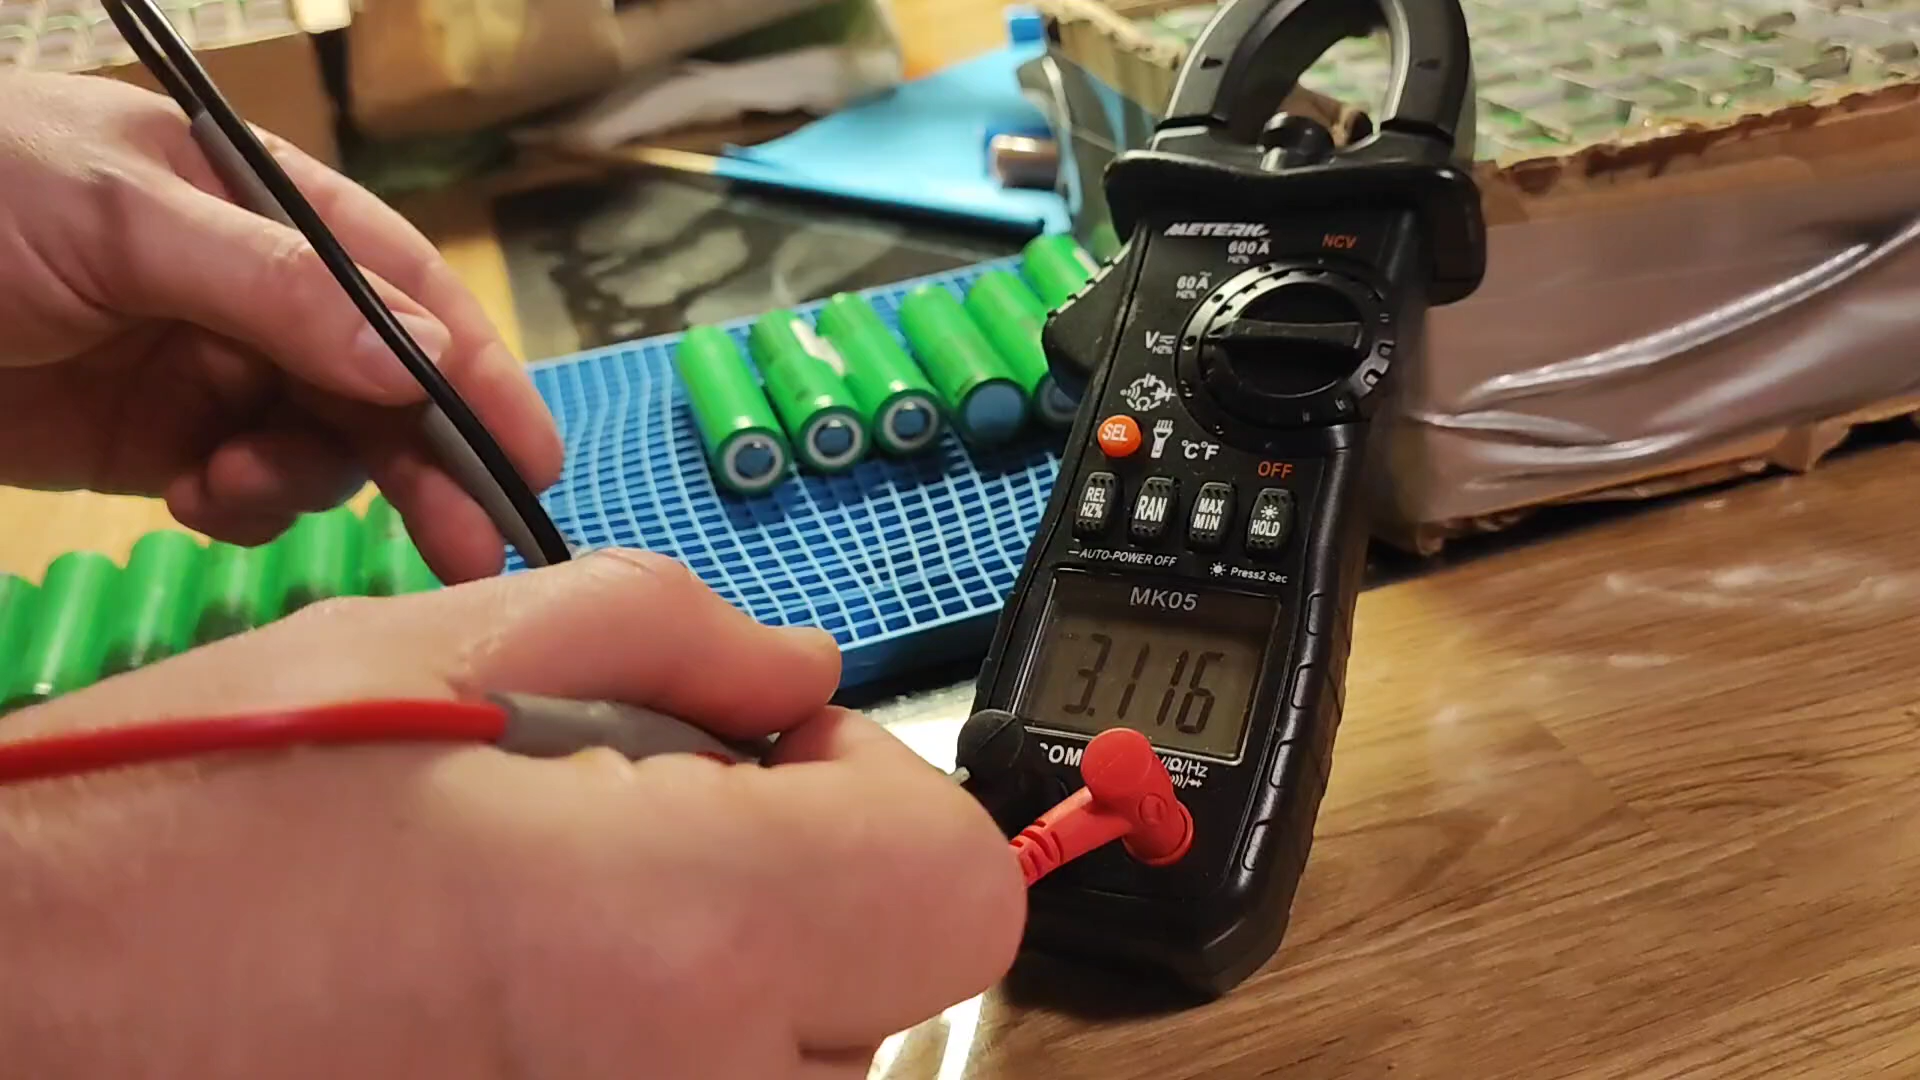 METERK
NCV
600A
HZ%
60A
HZ%
V
HZ%
Ω
SEL
°C°F
OFF
REL
HZ%
RAN
MAX
MIN
HOLD
AUTO-POWER OFF
Press2 Sec
MK05
3.116
COM
V/Ω/Hz